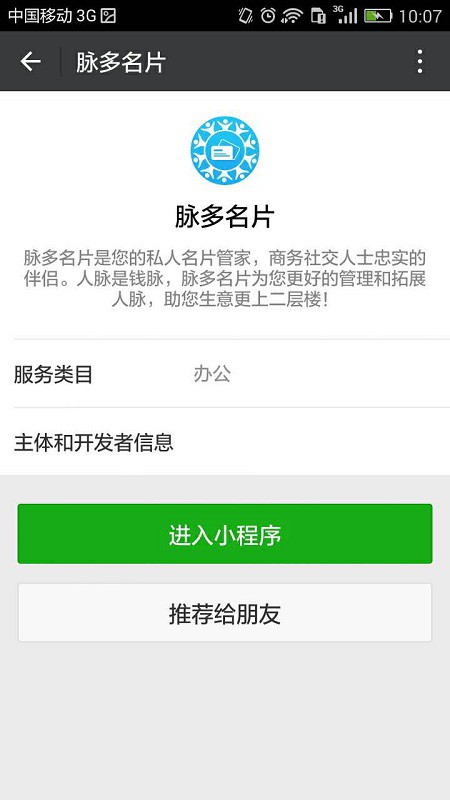 中国移动 3G 3G 10:07
脉多名片
脉多名片
脉多名片是您的私人名片管家，商务社交人士忠实的
伴侣。人脉是钱脉，脉多名片为您更好的管理和拓展
人脉，助您生意更上二层楼！
服务类目 办公
主体和开发者信息
进入小程序
推荐给朋友